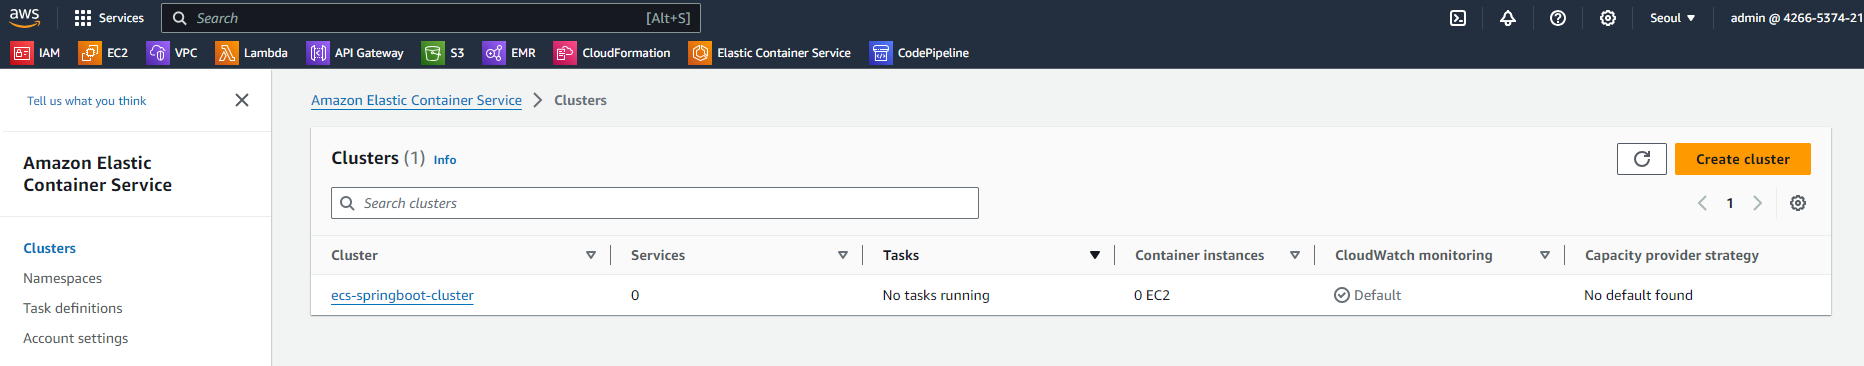 aws Services Search [Alt+S] Seoul admin @ 4266-5374-21
IAM EC2 VPC Lambda API Gateway S3 EMR CloudFormation Elastic Container Service CodePipeline
Tell us what you think
Amazon Elastic
Container Service
Clusters
Namespaces
Task definitions
Account settings
Amazon Elastic Container Service Clusters
Clusters (1) Info
Create cluster
Search clusters
1
Cluster Services Tasks Container instances CloudWatch monitoring Capacity provider strategy
ecs-springboot-cluster 0 No tasks running 0 EC2 Default No default found